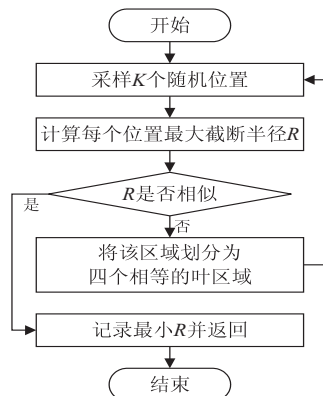 开始
采样K个随机位置
计算每个位置最大截断半径R
R是否相似
是
否
将该区域划分为
四个相等的叶区域
记录最小R并返回
结束